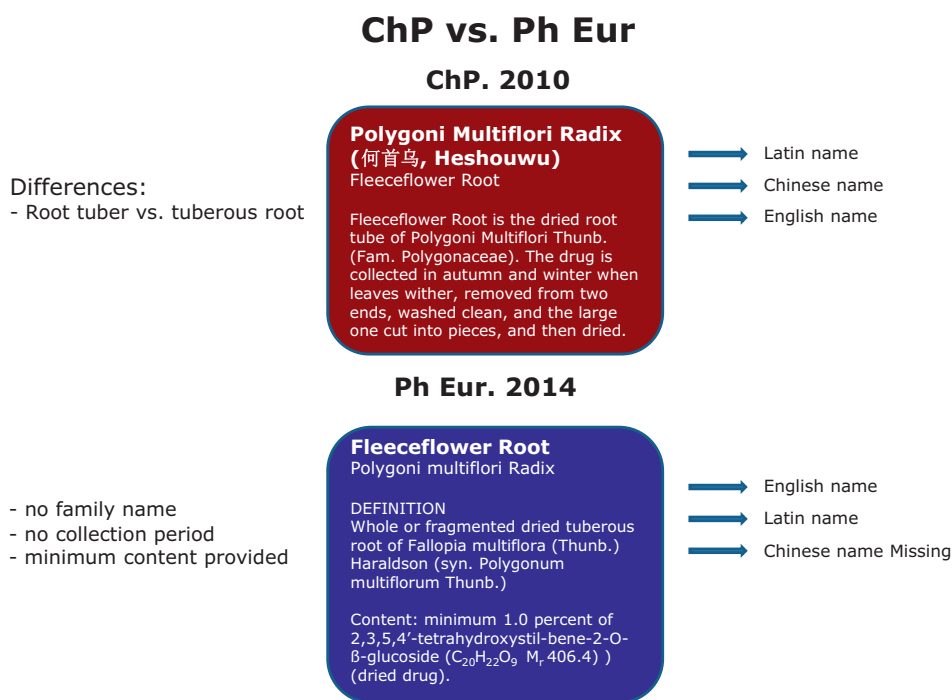 ChP vs. Ph Eur
ChP. 2010
Differences:
- Root tuber vs. tuberous root
Polygoni Multiflori Radix
(何首乌, Heshouwu)
Fleeceflower Root
Fleeceflower Root is the dried root
tube of Polygoni Multiflori Thunb.
(Fam. Polygonaceae). The drug is
collected in autumn and winter when
leaves wither, removed from two
ends, washed clean, and the large
one cut into pieces, and then dried.
Latin name
Chinese name
English name
Ph Eur. 2014
- no family name
- no collection period
- minimum content provided
Fleeceflower Root
Polygoni multiflori Radix
DEFINITION
Whole or fragmented dried tuberous
root of Fallopia multiflora (Thunb.)
Haraldson (syn. Polygonum
multiflorum Thunb.)
Content: minimum 1.0 percent of
2,3,5,4′-tetrahydroxystil-bene-2-O-
ß-glucoside (C₂₀H₂₂O₉ Mᵣ 406.4) )
(dried drug).
English name
Latin name
Chinese name Missing